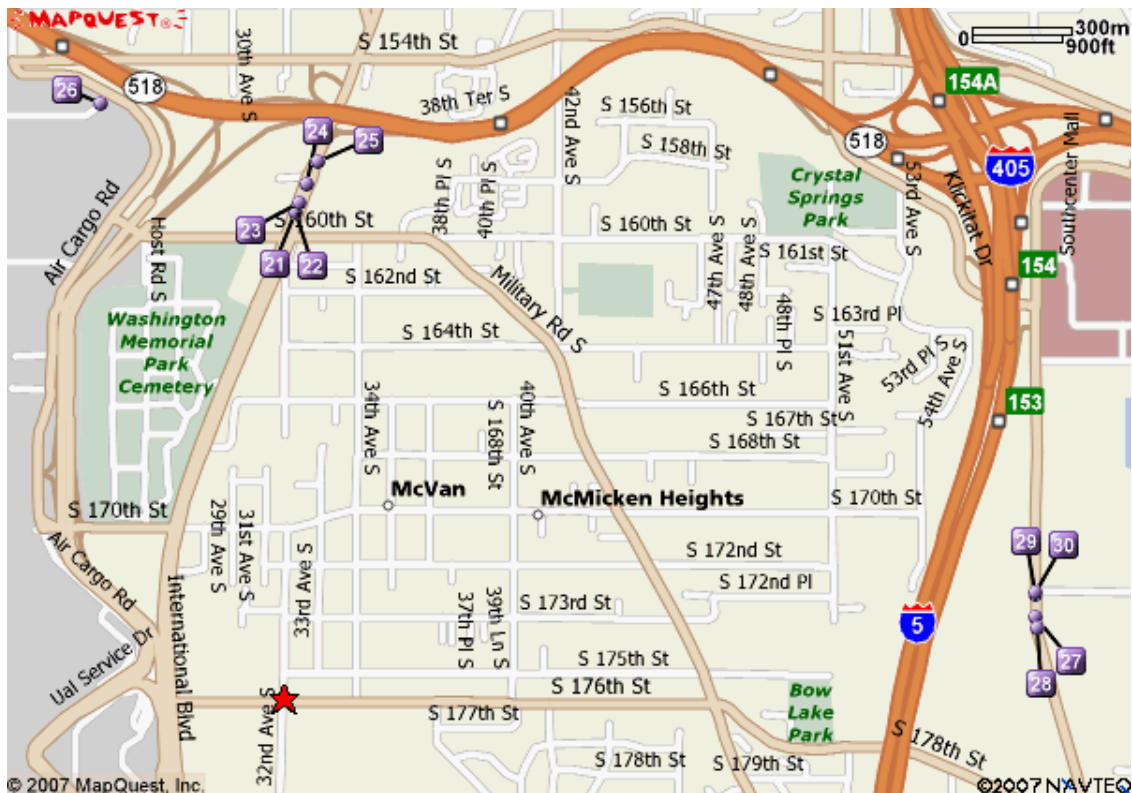 MAPQUEST
300m
0
900ft
S 154th St
30th Ave S
154A
26
518
38th Ter S
42nd Ave S
S 156th St
24
25
S 158th St
518
405
Southcenter Mall
Klickitat Dr
53rd Ave S
Crystal
Springs
Park
Air Cargo Rd
Host Rd S
38th Pl S
40th Pl S
S 160th St
S 160th St
47th Ave S
48th Ave S
S 161st St
23
21
22
S 162nd St
Military Rd S
154
48th Pl S
S 163rd Pl
Washington
Memorial
Park
Cemetery
S 164th St
51st Ave S
53rd Pl S
54th Ave S
S 166th St
153
34th Ave S
S 168th St
40th Ave S
S 167th St
S 168th St
McVan
McMicken Heights
S 170th St
S 170th St
29th Ave S
31st Ave S
33rd Ave S
S 172nd St
29
30
Air Cargo Rd
International Blvd
S 172nd Pl
37th Pl S
39th Ln S
S 173rd St
5
Ual Service Dr
S 175th St
27
28
32nd Ave S
S 176th St
S 177th St
Bow
Lake
Park
S 178th St
S 178th St
S 179th St
© 2007 MapQuest, Inc.
©2007 NAVTEQ